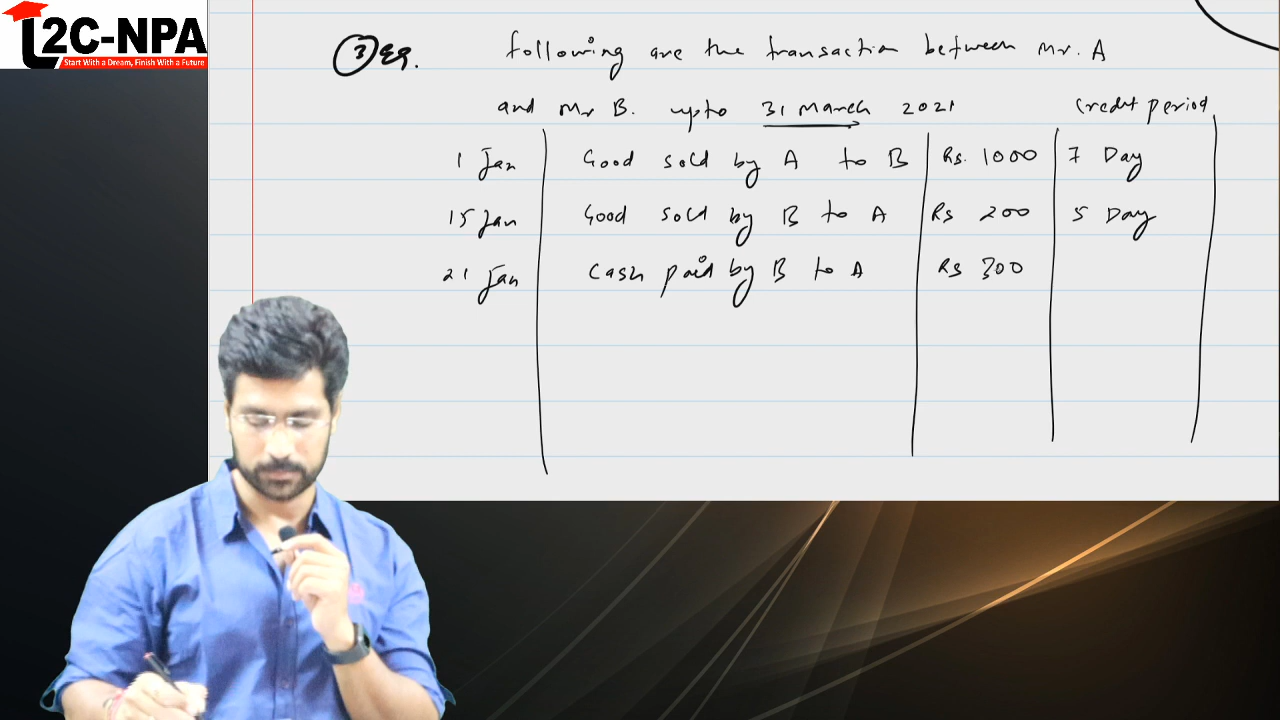 L2C-NPA
Start With a Dream, Finish With a Future
③ Eg. Following are the transaction between Mr. A
and Mr B. upto 31 March 2021 Credit period
1 Jan Good sold by A to B Rs. 1000 7 Day
15 Jan Good sold by B to A Rs 200 5 Day
21 Jan Cash paid by B to A Rs 300